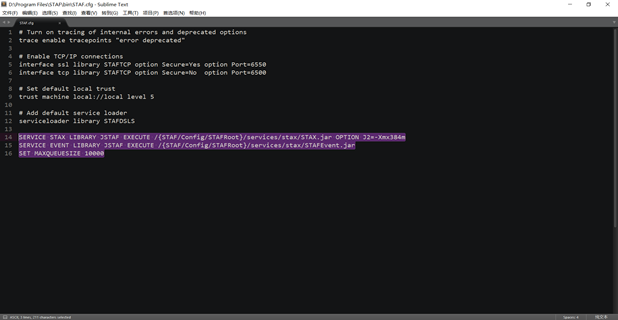 D:\Program Files\STAF\bin\STAF.cfg - Sublime Text
文件(F) 编辑(E) 选择(S) 查找(I) 查看(V) 转到(G) 工具(T) 项目(P) 首选项(N) 帮助(H)
STAF.cfg ×
1 # Turn on tracing of internal errors and deprecated options
2 trace enable tracepoints "error deprecated"
3
4 # Enable TCP/IP connections
5 interface ssl library STAFTCP option Secure=Yes option Port=6550
6 interface tcp library STAFTCP option Secure=No option Port=6500
7
8 # Set default local trust
9 trust machine local://local level 5
10
11 # Add default service loader
12 serviceloader library STAFDSLS
13
14 SERVICE STAX LIBRARY JSTAF EXECUTE /{STAF/Config/STAFRoot}/services/stax/STAX.jar OPTION J2=-Xmx384m
15 SERVICE EVENT LIBRARY JSTAF EXECUTE /{STAF/Config/STAFRoot}/services/stax/STAFEvent.jar
16 SET MAXQUEUESIZE 10000
ASCII, 3 lines, 211 characters selected Spaces: 4 纯文本